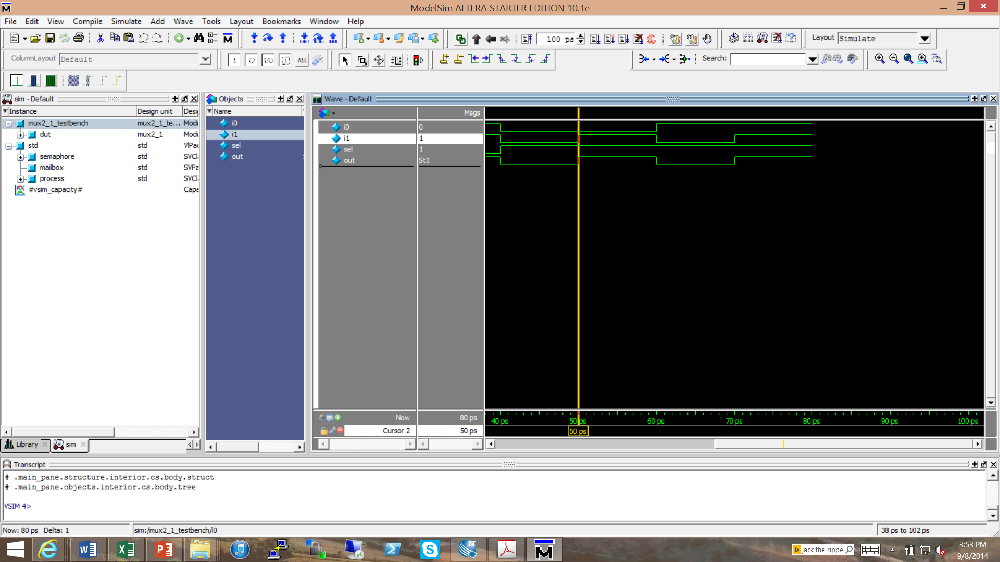 ModelSim ALTERA STARTER EDITION 10.1e
File Edit View Compile Simulate Add Wave Tools Layout Bookmarks Window Help
100 ps
Layout Simulate
ColumnLayout Default
ALL
Search:
sim - Default
Objects
Wave - Default
Instance Design unit
Name
Msgs
mux2_1_testbench mux2_1_te... Modu
dut mux2_1 Modu
std std VlPac
semaphore std SVCla
mailbox std SVPa
process std SVCla
#vsim_capacity# Capa
i0
i1
sel
out
i0 0
i1 1
sel 1
out St1
Now 80 ps
Cursor 2 50 ps
40 ps 50 ps 60 ps 70 ps 80 ps 90 ps 100 ps
50 ps
Library sim
Transcript
# .main_pane.structure.interior.cs.body.struct
# .main_pane.objects.interior.cs.body.tree
VSIM 4>
Now: 80 ps Delta: 1 sim:/mux2_1_testbench/i0 38 ps to 102 ps
jack the rippe
3:53 PM
9/8/2014